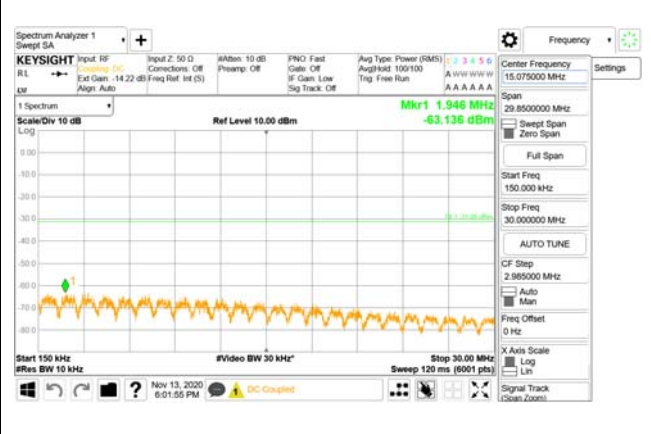 Spectrum Analyzer 1
Swept SA
Frequency
KEYSIGHT
RL
Input: RF
Coupling: DC
Ext Gain: -14.22 dB
Align: Auto
Input Z: 50 Ω
Corrections: Off
Freq Ref: Int (S)
#Atten: 10 dB
Preamp: Off
PNO: Fast
Gate: Off
IF Gain: Low
Sig Track: Off
Avg Type: Power (RMS)
Avg|Hold: 100/100
Trig: Free Run
1 2 3 4 5 6
A W W W W W
A A A A A A
1 Spectrum
Scale/Div 10 dB
Log
Ref Level 10.00 dBm
Mkr1 1.946 MHz
-63.136 dBm
0.00
-10.0
-20.0
-30.0
-40.0
-50.0
-60.0
-70.0
-80.0
1
Start 150 kHz
#Res BW 10 kHz
#Video BW 30 kHz*
Stop 30.00 MHz
Sweep 120 ms (6001 pts)
?
Nov 13, 2020
6:01:55 PM
DC Coupled
Center Frequency
15.075000 MHz
Settings
Span
29.8500000 MHz
Swept Span
Zero Span
Full Span
Start Freq
150.000 kHz
Stop Freq
30.000000 MHz
AUTO TUNE
CF Step
2.985000 MHz
Auto
Man
Freq Offset
0 Hz
X Axis Scale
Log
Lin
Signal Track
(Span Zoom)